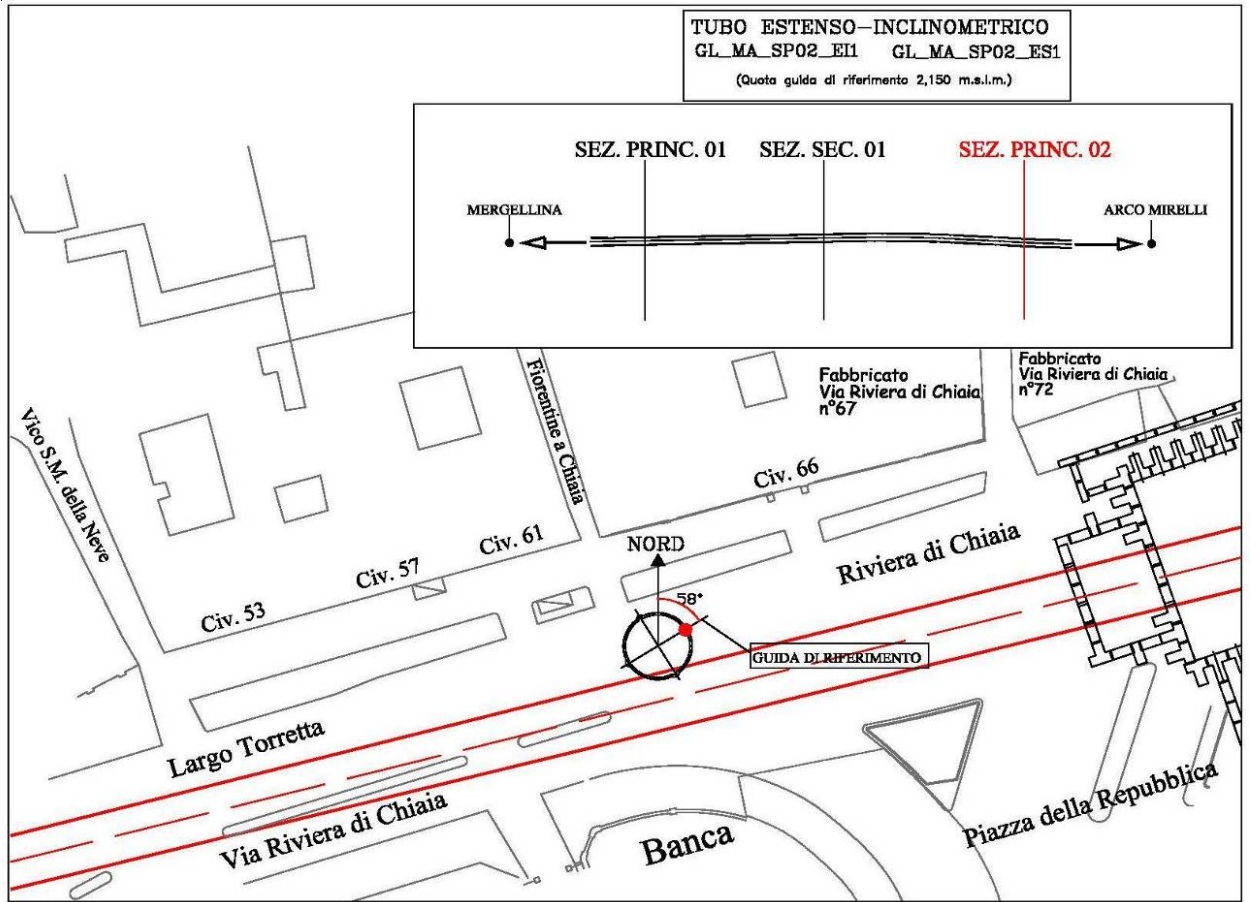 TUBO ESTENSO-INCLINOMETRICO
GL_MA_SP02_EI1 GL_MA_SP02_ES1
(Quota guida di riferimento 2,150 m.s.l.m.)
SEZ. PRINC. 01 SEZ. SEC. 01 SEZ. PRINC. 02
MERGELLINA
ARCO MIRELLI
Fabbricato
Via Riviera di Chiaia
n°67
Fabbricato
Via Riviera di Chiaia
n°72
Fiorentine a Chiaia
Vico S.M. della Neve
Civ. 66
Civ. 61
Civ. 57
Civ. 53
NORD
58°
Riviera di Chiaia
GUIDA DI RIFERIMENTO
Largo Torretta
Via Riviera di Chiaia
Banca
Piazza della Repubblica